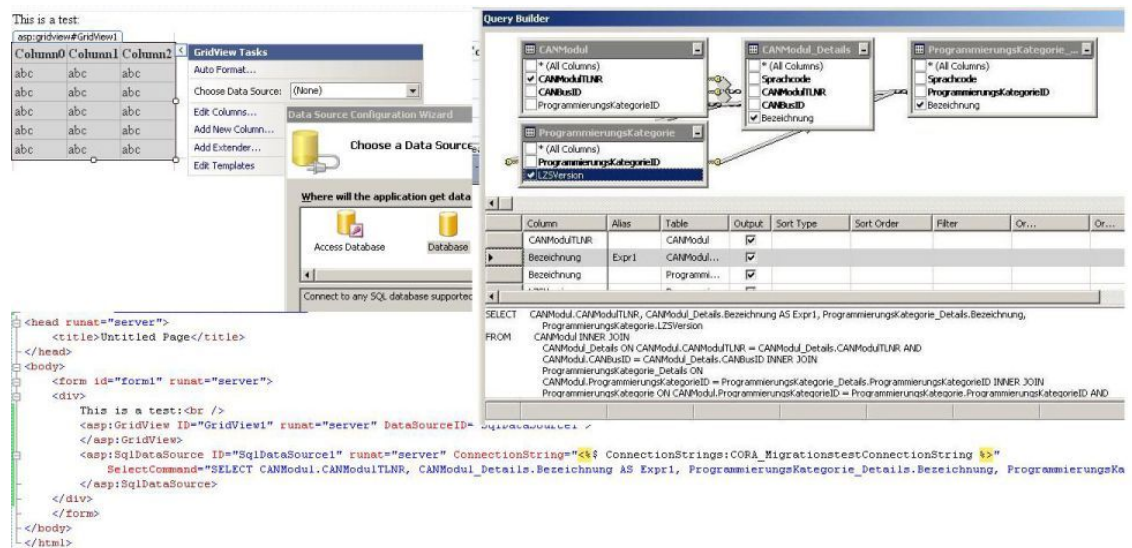 This is a test:
asp:gridview#GridView1
Column0 Column1 Column2
abc abc abc
abc abc abc
abc abc abc
abc abc abc
abc abc abc
GridView Tasks
Auto Format...
Choose Data Source: (None)
Edit Columns...
Add New Column...
Add Extender...
Edit Templates
Data Source Configuration Wizard
Choose a Data Source
Where will the application get data
Access Database Database
Connect to any SQL database supported
Query Builder
CANModul
* (All Columns)
CANModulTLNR
CANBusID
ProgrammierungsKategorieID
CANModul_Details
* (All Columns)
Sprachcode
CANModulTLNR
CANBusID
Bezeichnung
ProgrammierungsKategorie_...
* (All Columns)
Sprachcode
ProgrammierungsKategorieID
Bezeichnung
ProgrammierungsKategorie
* (All Columns)
ProgrammierungsKategorieID
LZSVersion
Column Alias Table Output Sort Type Sort Order Filter Or... Or...
CANModulTLNR CANModul
Bezeichnung Expr1 CANModul...
Bezeichnung Programmi...
SELECT CANModul.CANModulTLNR, CANModul_Details.Bezeichnung AS Expr1, ProgrammierungsKategorie_Details.Bezeichnung,
ProgrammierungsKategorie.LZSVersion
FROM CANModul INNER JOIN
CANModul_Details ON CANModul.CANModulTLNR = CANModul_Details.CANModulTLNR AND
CANModul.CANBusID = CANModul_Details.CANBusID INNER JOIN
ProgrammierungsKategorie_Details ON
CANModul.ProgrammierungsKategorieID = ProgrammierungsKategorie_Details.ProgrammierungsKategorieID INNER JOIN
ProgrammierungsKategorie ON CANModul.ProgrammierungsKategorieID = ProgrammierungsKategorie.ProgrammierungsKategorieID AND
<head runat="server">
<title>Untitled Page</title>
</head>
<body>
<form id="form1" runat="server">
<div>
This is a test:<br />
<asp:GridView ID="GridView1" runat="server" DataSourceID="SqlDataSource1">
</asp:GridView>
<asp:SqlDataSource ID="SqlDataSource1" runat="server" ConnectionString="<%$ ConnectionStrings:CORA_MigrationstestConnectionString %>"
SelectCommand="SELECT CANModul.CANModulTLNR, CANModul_Details.Bezeichnung AS Expr1, ProgrammierungsKategorie_Details.Bezeichnung, ProgrammierungsKa
</asp:SqlDataSource>
</div>
</form>
</body>
</html>